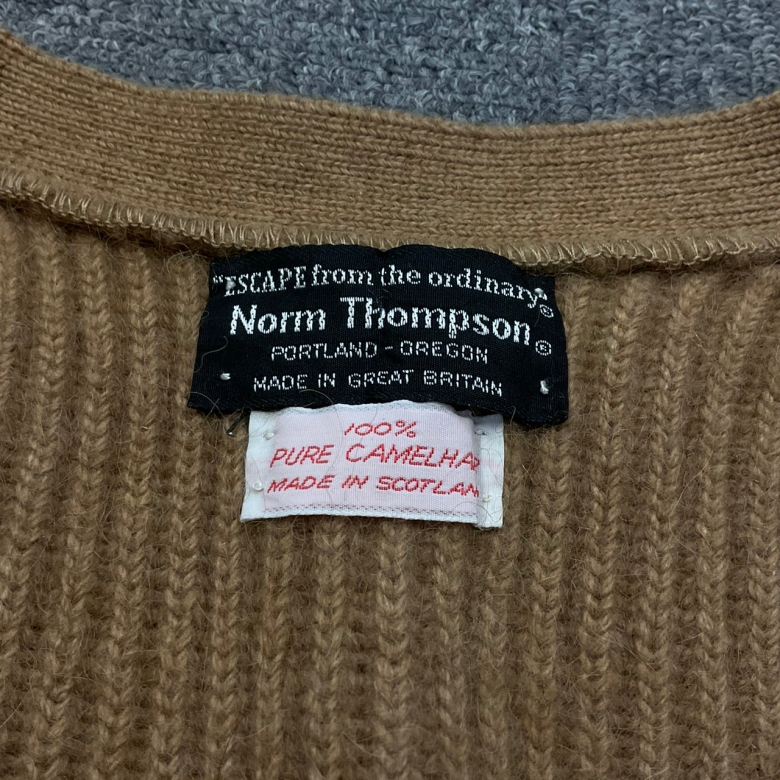 "ESCAPE from the ordinary"®
Norm Thompson®
PORTLAND - OREGON
MADE IN GREAT BRITAIN
100%
PURE CAMELHA
MADE IN SCOTLAN